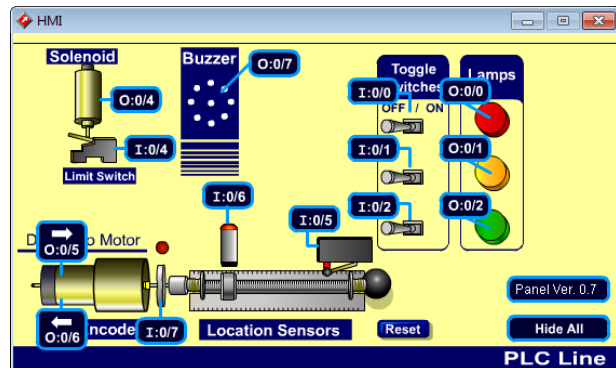 HMI
Solenoid
O:0/4
I:0/4
Limit Switch
Buzzer
O:0/7
Toggle
I:0/0
OFF / ON
I:0/1
I:0/2
Lamps
O:0/0
O:0/1
O:0/2
I:0/6
I:0/5
Motor
O:0/5
O:0/6
I:0/7
Location Sensors
Reset
Panel Ver. 0.7
Hide All
PLC Line